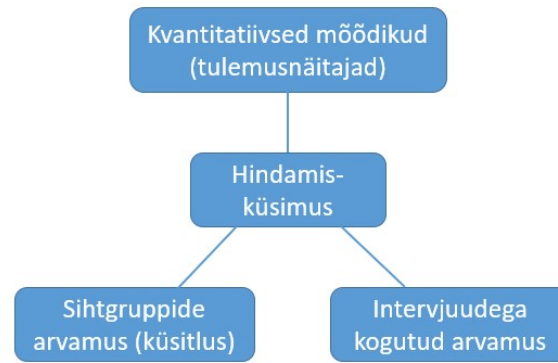 Kvantitatiivsed mõõdikud
(tulemusnäitajad)
Hindamis-
küsimus
Sihtgruppide
arvamus (küsitlus)
Intervjuudega
kogutud arvamus